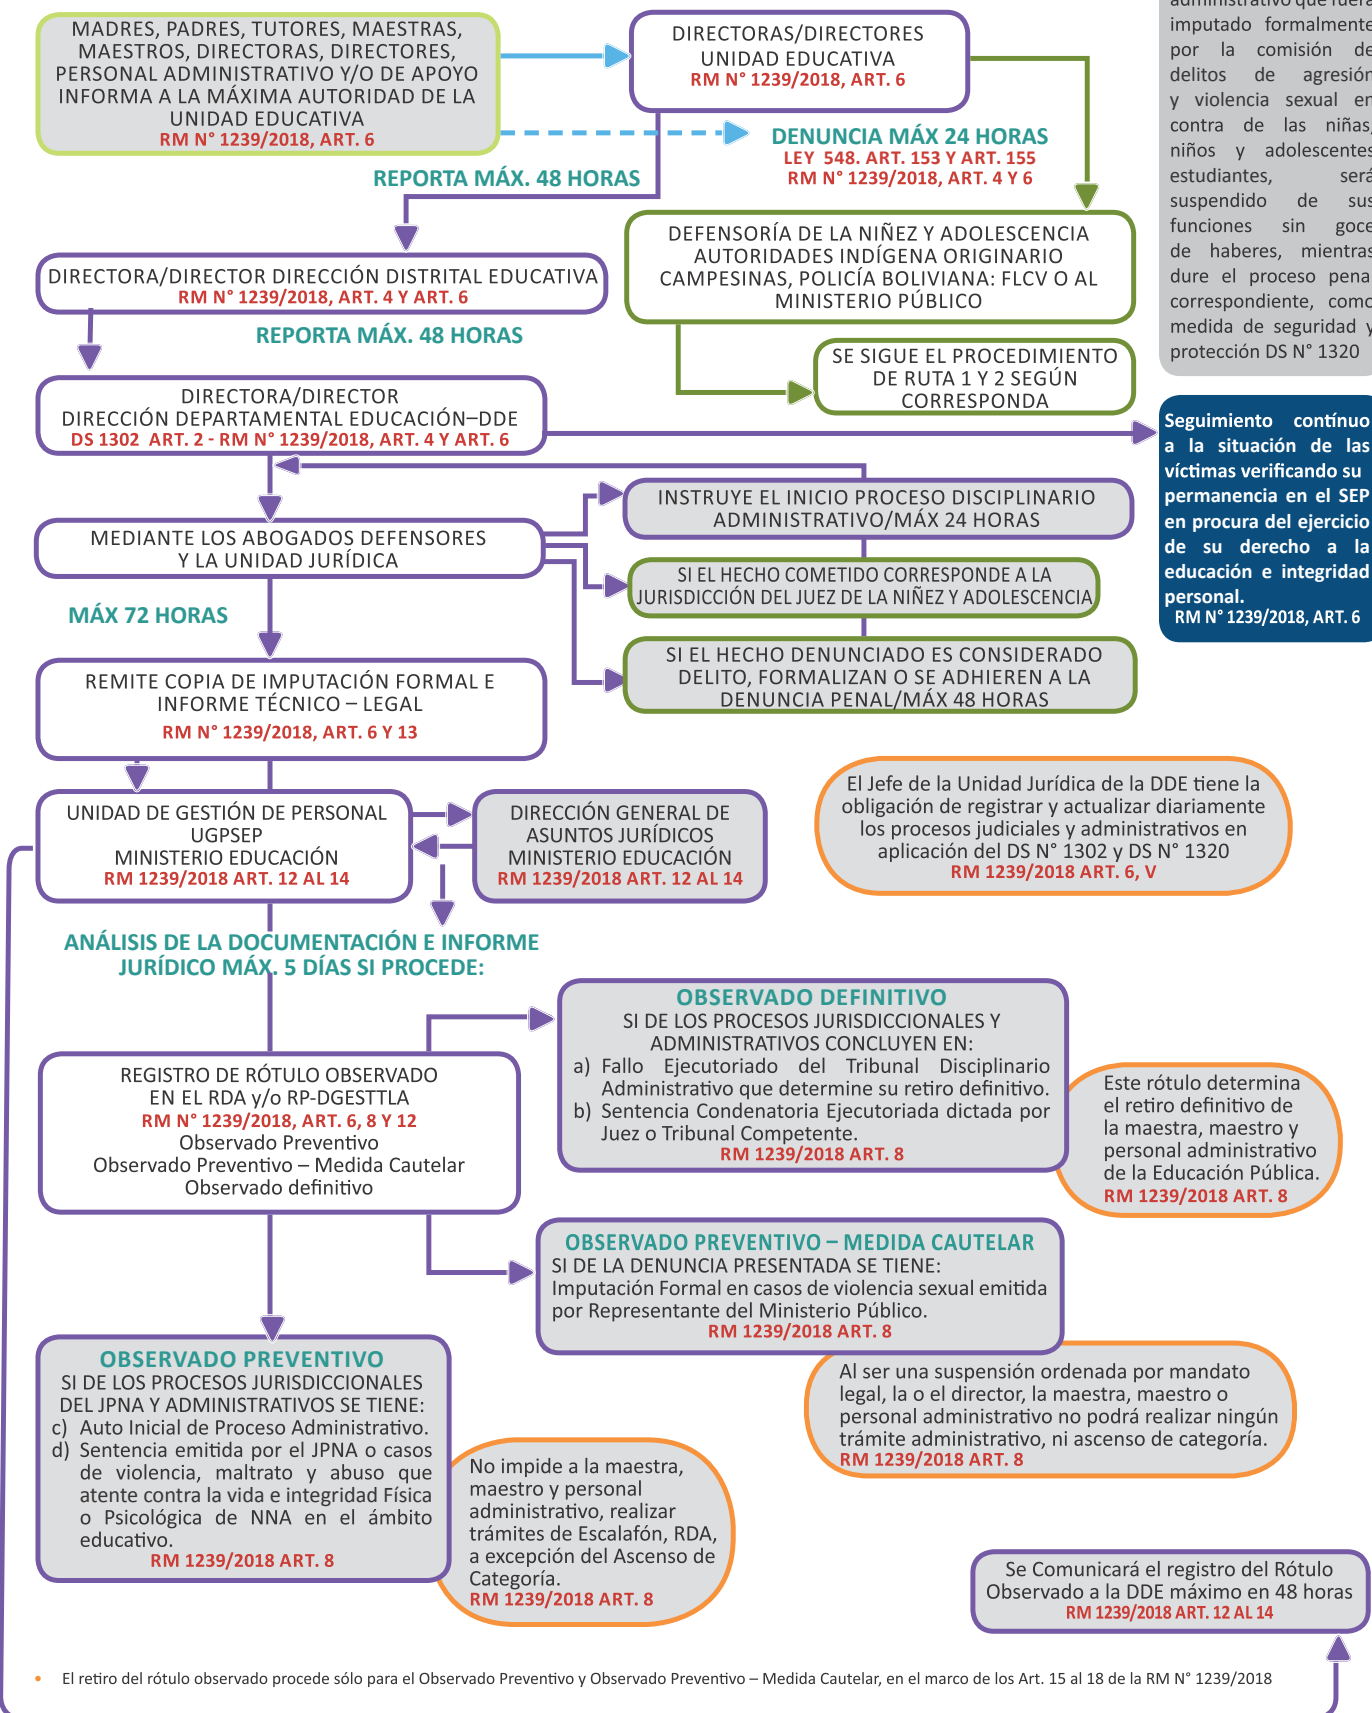 MADRES, PADRES, TUTORES, MAESTRAS,
MAESTROS, DIRECTORAS, DIRECTORES,
PERSONAL ADMINISTRATIVO Y/O DE APOYO
INFORMA A LA MÁXIMA AUTORIDAD DE LA
UNIDAD EDUCATIVA
RM N° 1239/2018, ART. 6
DIRECTORAS/DIRECTORES
UNIDAD EDUCATIVA
RM N° 1239/2018, ART. 6
DENUNCIA MÁX 24 HORAS
LEY 548. ART. 153 Y ART. 155
RM N° 1239/2018, ART. 4 Y 6
administrativo que fuera
imputado formalmente
por la comisión de
delitos de agresión
y violencia sexual en
contra de las niñas,
niños y adolescentes
estudiantes, será
suspendido de sus
funciones sin goce
de haberes, mientras
dure el proceso penal
correspondiente, como
medida de seguridad y
protección DS N° 1320
REPORTA MÁX. 48 HORAS
DEFENSORÍA DE LA NIÑEZ Y ADOLESCENCIA
AUTORIDADES INDÍGENA ORIGINARIO
CAMPESINAS, POLICÍA BOLIVIANA: FLCV O AL
MINISTERIO PÚBLICO
DIRECTORA/DIRECTOR DIRECCIÓN DISTRITAL EDUCATIVA
RM N° 1239/2018, ART. 4 Y ART. 6
REPORTA MÁX. 48 HORAS
SE SIGUE EL PROCEDIMIENTO
DE RUTA 1 Y 2 SEGÚN
CORRESPONDA
DIRECTORA/DIRECTOR
DIRECCIÓN DEPARTAMENTAL EDUCACIÓN–DDE
DS 1302 ART. 2 - RM N° 1239/2018, ART. 4 Y ART. 6
Seguimiento contínuo
a la situación de las
víctimas verificando su
permanencia en el SEP
en procura del ejercicio
de su derecho a la
educación e integridad
personal.
RM N° 1239/2018, ART. 6
MEDIANTE LOS ABOGADOS DEFENSORES
Y LA UNIDAD JURÍDICA
INSTRUYE EL INICIO PROCESO DISCIPLINARIO
ADMINISTRATIVO/MÁX 24 HORAS
SI EL HECHO COMETIDO CORRESPONDE A LA
JURISDICCIÓN DEL JUEZ DE LA NIÑEZ Y ADOLESCENCIA
SI EL HECHO DENUNCIADO ES CONSIDERADO
DELITO, FORMALIZAN O SE ADHIEREN A LA
DENUNCIA PENAL/MÁX 48 HORAS
MÁX 72 HORAS
REMITE COPIA DE IMPUTACIÓN FORMAL E
INFORME TÉCNICO – LEGAL
RM N° 1239/2018, ART. 6 Y 13
UNIDAD DE GESTIÓN DE PERSONAL
UGPSEP
MINISTERIO EDUCACIÓN
RM 1239/2018 ART. 12 AL 14
DIRECCIÓN GENERAL DE
ASUNTOS JURÍDICOS
MINISTERIO EDUCACIÓN
RM 1239/2018 ART. 12 AL 14
El Jefe de la Unidad Jurídica de la DDE tiene la
obligación de registrar y actualizar diariamente
los procesos judiciales y administrativos en
aplicación del DS N° 1302 y DS N° 1320
RM 1239/2018 ART. 6, V
ANÁLISIS DE LA DOCUMENTACIÓN E INFORME
JURÍDICO MÁX. 5 DÍAS SI PROCEDE:
REGISTRO DE RÓTULO OBSERVADO
EN EL RDA y/o RP-DGESTTLA
RM N° 1239/2018, ART. 6, 8 Y 12
Observado Preventivo
Observado Preventivo – Medida Cautelar
Observado definitivo
OBSERVADO DEFINITIVO
SI DE LOS PROCESOS JURISDICCIONALES Y
ADMINISTRATIVOS CONCLUYEN EN:
a) Fallo Ejecutoriado del Tribunal Disciplinario
Administrativo que determine su retiro definitivo.
b) Sentencia Condenatoria Ejecutoriada dictada por
Juez o Tribunal Competente.
RM 1239/2018 ART. 8
Este rótulo determina
el retiro definitivo de
la maestra, maestro y
personal administrativo
de la Educación Pública.
RM 1239/2018 ART. 8
OBSERVADO PREVENTIVO – MEDIDA CAUTELAR
SI DE LA DENUNCIA PRESENTADA SE TIENE:
Imputación Formal en casos de violencia sexual emitida
por Representante del Ministerio Público.
RM 1239/2018 ART. 8
Al ser una suspensión ordenada por mandato
legal, la o el director, la maestra, maestro o
personal administrativo no podrá realizar ningún
trámite administrativo, ni ascenso de categoría.
RM 1239/2018 ART. 8
OBSERVADO PREVENTIVO
SI DE LOS PROCESOS JURISDICCIONALES
DEL JPNA Y ADMINISTRATIVOS SE TIENE:
c) Auto Inicial de Proceso Administrativo.
d) Sentencia emitida por el JPNA o casos
de violencia, maltrato y abuso que
atente contra la vida e integridad Física
o Psicológica de NNA en el ámbito
educativo.
RM 1239/2018 ART. 8
No impide a la maestra,
maestro y personal
administrativo, realizar
trámites de Escalafón, RDA,
a excepción del Ascenso de
Categoría.
RM 1239/2018 ART. 8
Se Comunicará el registro del Rótulo
Observado a la DDE máximo en 48 horas
RM 1239/2018 ART. 12 AL 14
• El retiro del rótulo observado procede sólo para el Observado Preventivo y Observado Preventivo – Medida Cautelar, en el marco de los Art. 15 al 18 de la RM N° 1239/2018